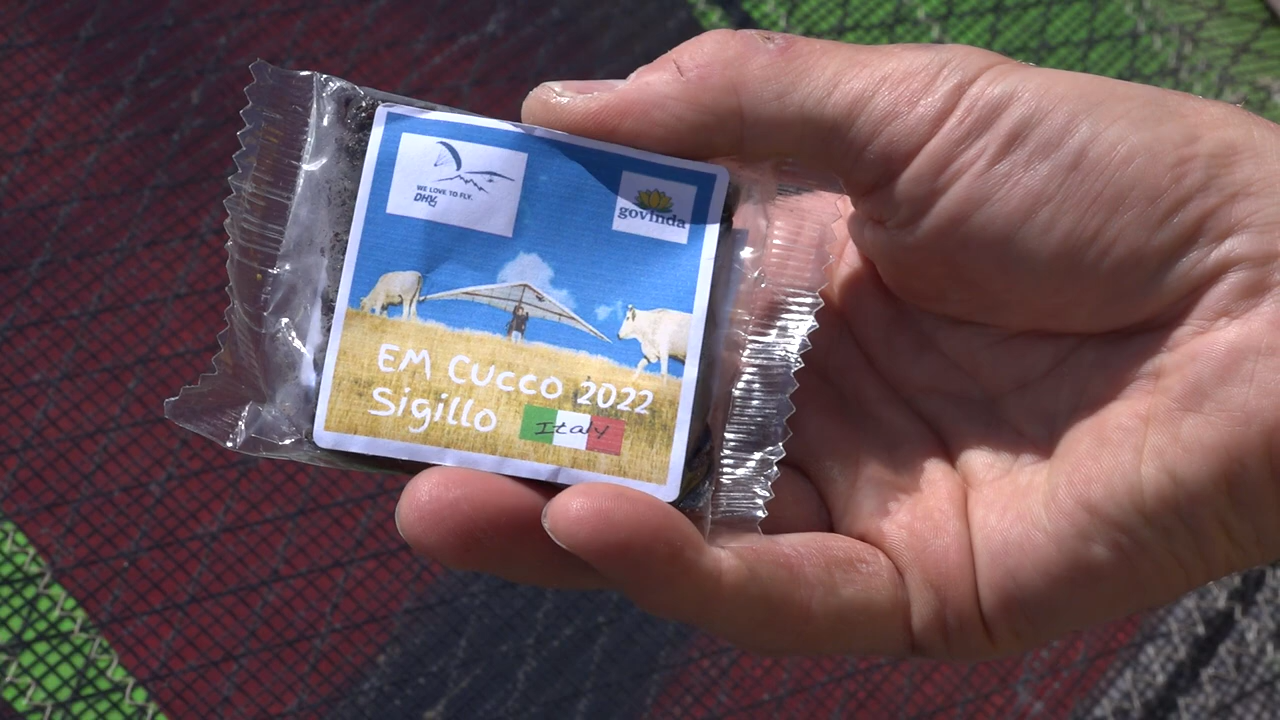 WE LOVE TO FLY.
DHV
govinda
EM CUCCO 2022
Sigillo
Italy